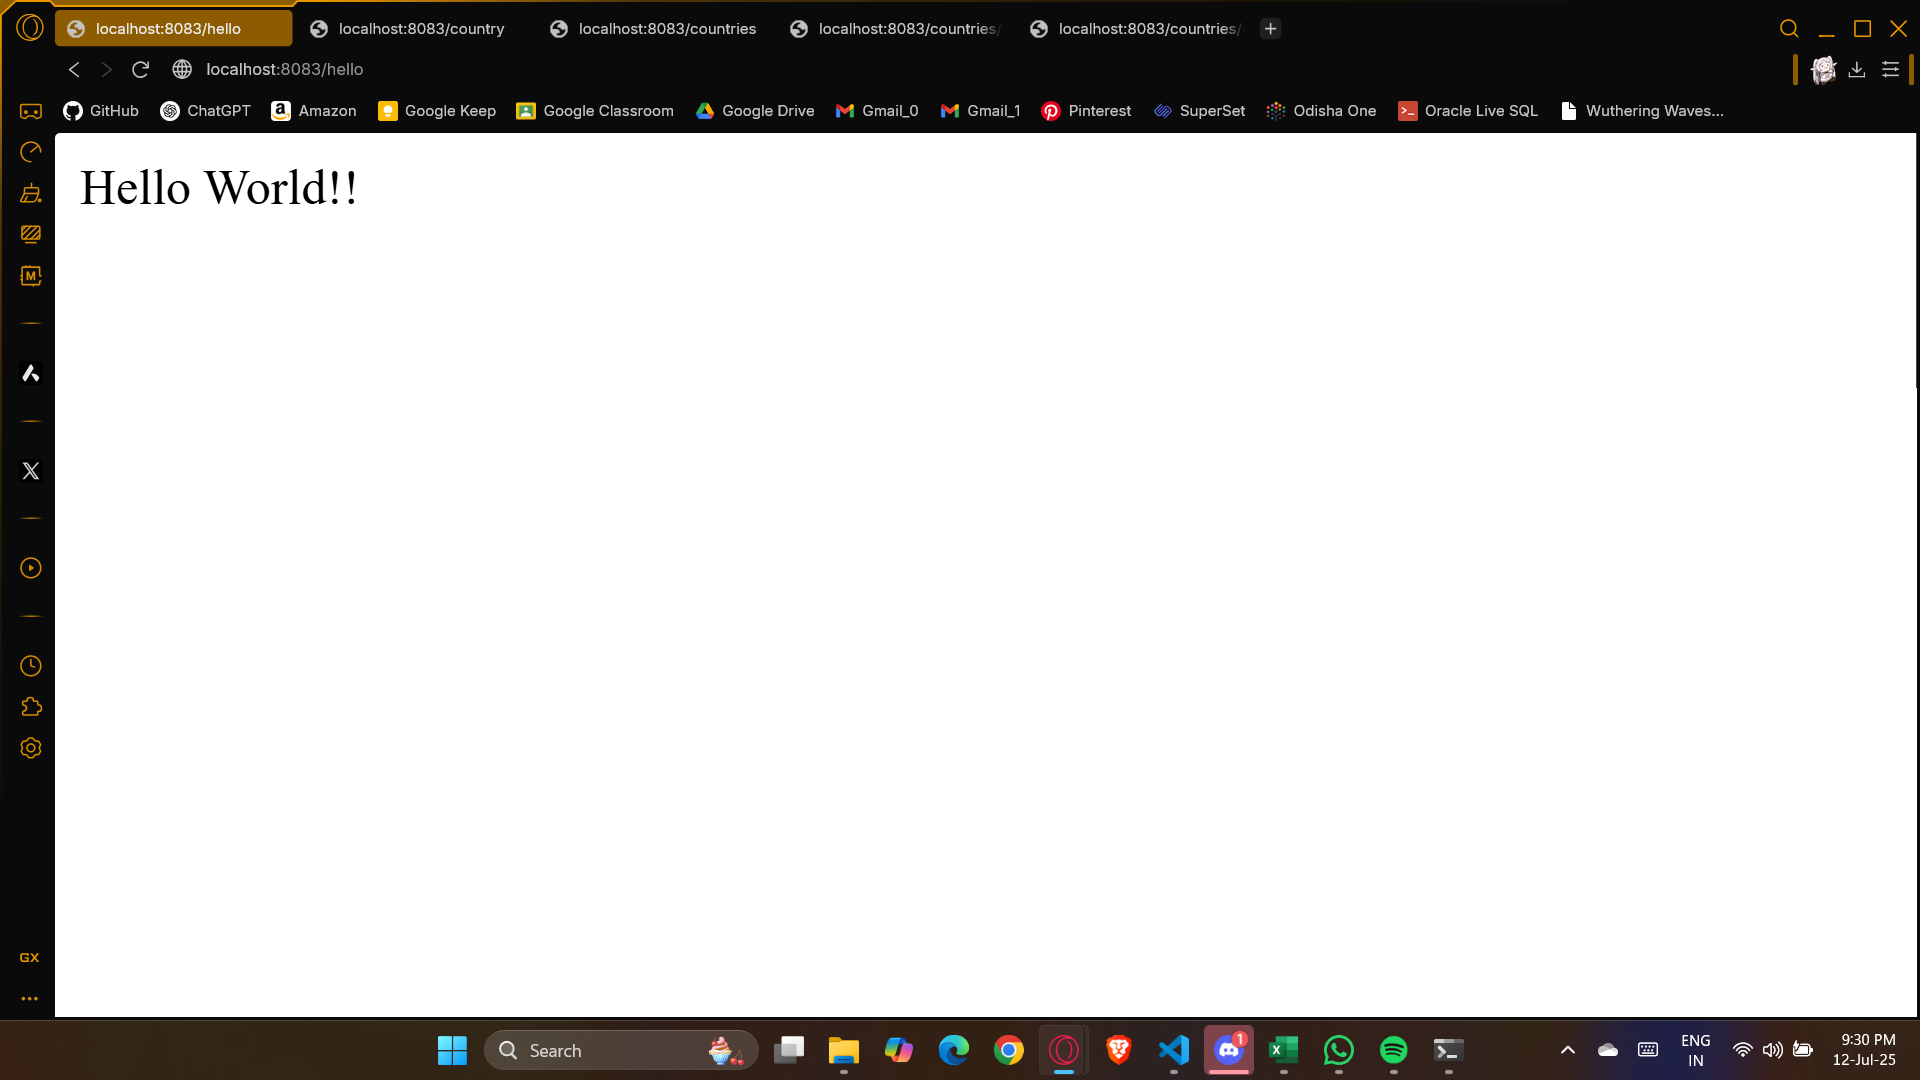 localhost:8083/hello
localhost:8083/country
localhost:8083/countries
localhost:8083/countries/
localhost:8083/countries/
localhost:8083/hello
GitHub
ChatGPT
Amazon
Google Keep
Google Classroom
Google Drive
Gmail_0
Gmail_1
Pinterest
SuperSet
Odisha One
Oracle Live SQL
Wuthering Waves...
Hello World!!
M
GX
Search
1
ENG
IN
9:30 PM
12-Jul-25